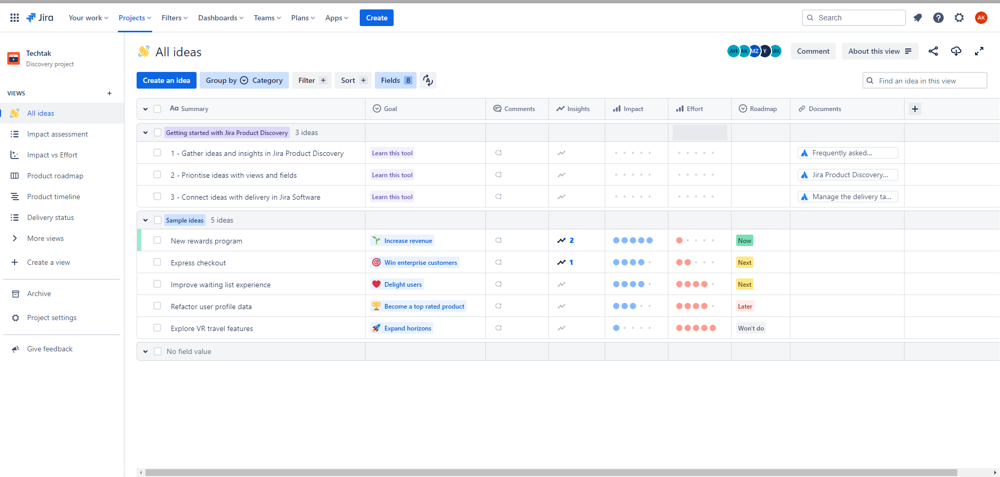 Jira Your work Projects Filters Dashboards Teams Plans Apps Create Search AK
Techtak
Discovery project
VIEWS
All ideas
Impact assessment
Impact vs Effort
Product roadmap
Product timeline
Delivery status
More views
Create a view
Archive
Project settings
Give feedback
All ideas
AH AK MZ Y MK Comment About this view
Create an idea Group by Category Filter Sort Fields 8 Find an idea in this view
Aa Summary Goal Comments Insights Impact Effort Roadmap Documents
Getting started with Jira Product Discovery 3 ideas
1 - Gather ideas and insights in Jira Product Discovery Learn this tool Frequently asked...
2 - Prioritise ideas with views and fields Learn this tool Jira Product Discovery...
3 - Connect ideas with delivery in Jira Software Learn this tool Manage the delivery ta...
Sample ideas 5 ideas
New rewards program Increase revenue 2 Now
Express checkout Win enterprise customers 1 Next
Improve waiting list experience Delight users Next
Refactor user profile data Become a top rated product Later
Explore VR travel features Expand horizons Won't do
No field value